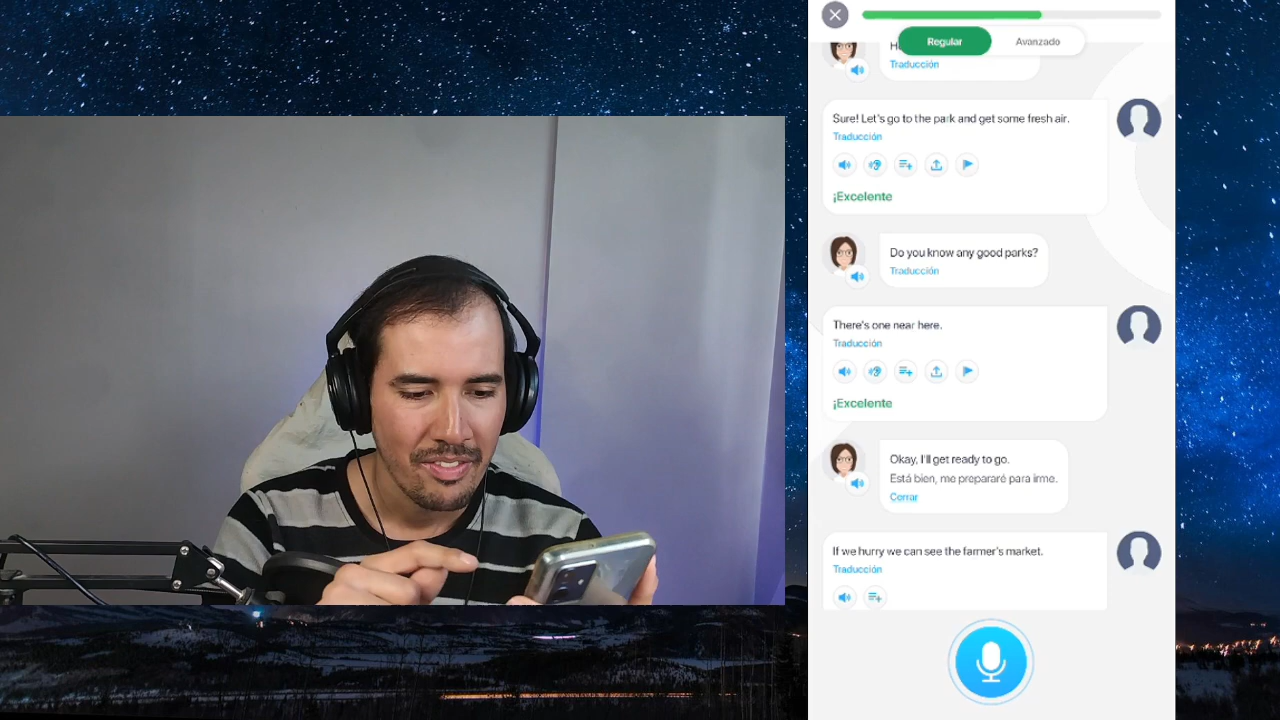 Regular
Avanzado
Traducción
Sure! Let's go to the park and get some fresh air.
Traducción
¡Excelente
Do you know any good parks?
Traducción
There's one near here.
Traducción
¡Excelente
Okay, I'll get ready to go.
Está bien, me prepararé para irme.
Cerrar
If we hurry we can see the farmer's market.
Traducción